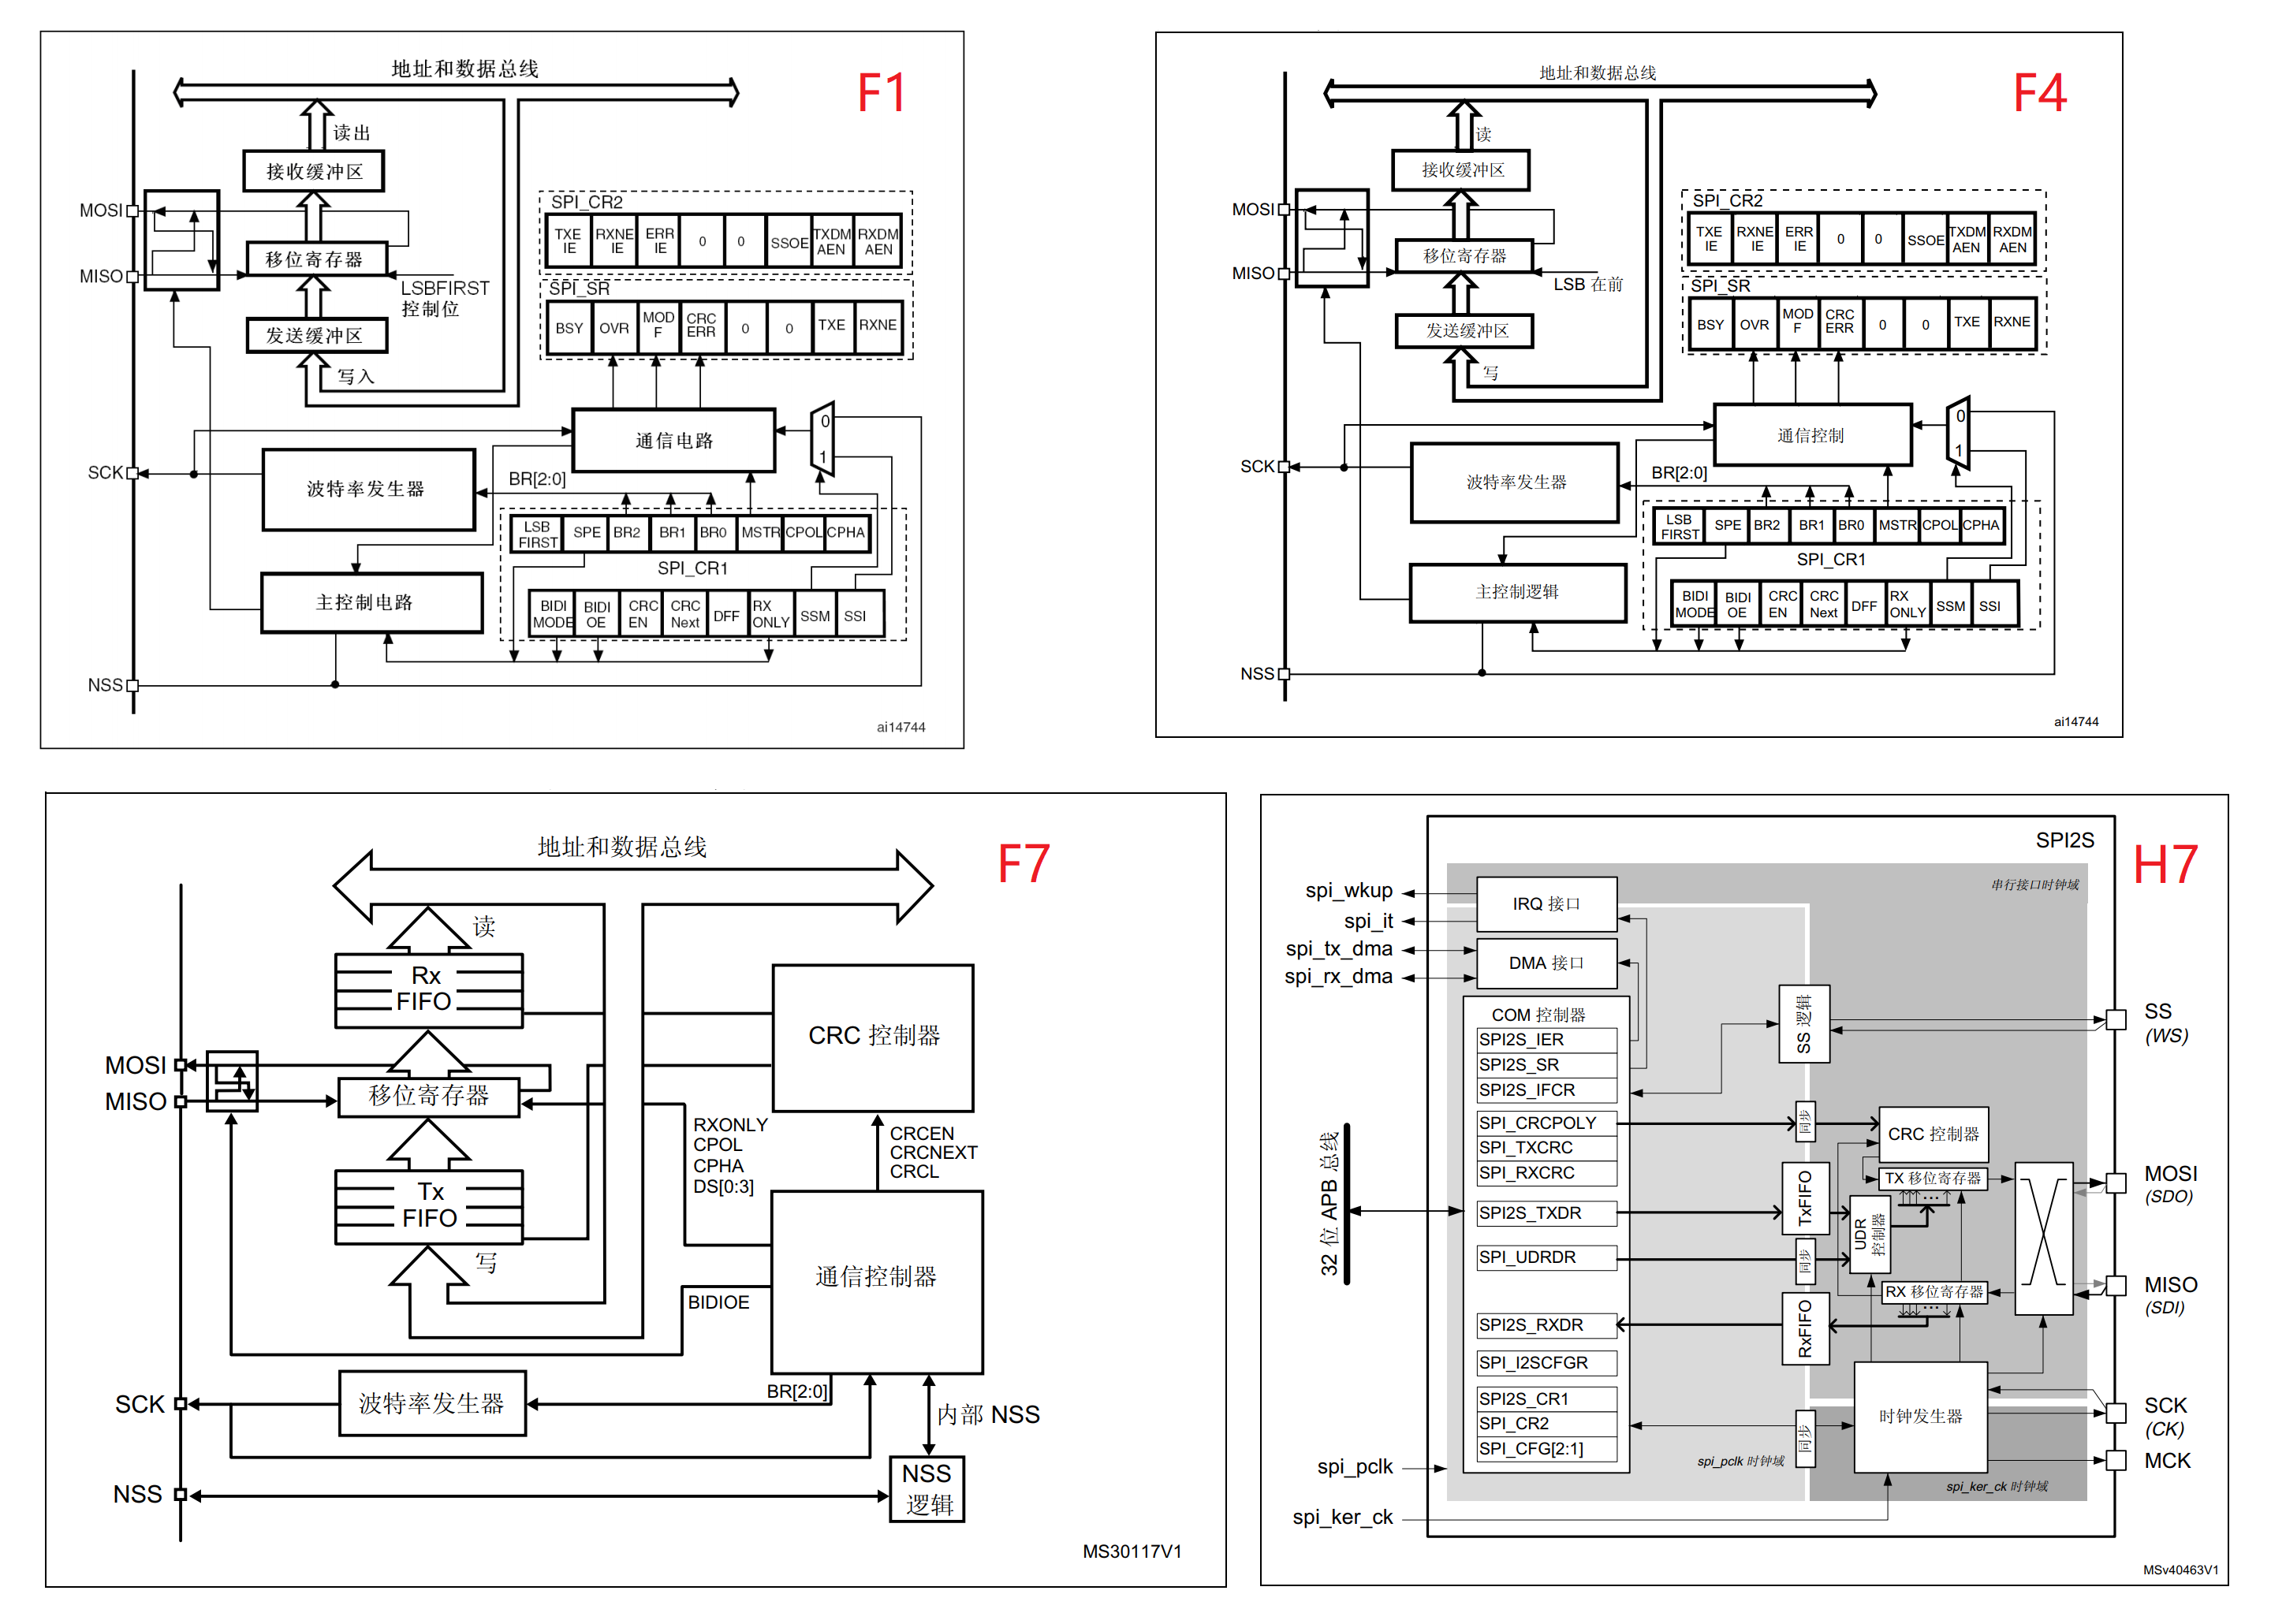 地址和数据总线
F1
读出
接收缓冲区
MOSI
移位寄存器
MISO
LSBFIRST
控制位
发送缓冲区
写入
SPI_CR2
TXE IE
RXNE IE
ERR IE
0
0
SSOE
TXDM AEN
RXDM AEN
SPI_SR
BSY
OVR
MOD F
CRC ERR
0
0
TXE
RXNE
通信电路
0
1
SCK
波特率发生器
BR[2:0]
LSB FIRST
SPE
BR2
BR1
BR0
MSTR
CPOL
CPHA
SPI_CR1
主控制电路
BIDI MODE
BIDI OE
CRC EN
CRC Next
DFF
RX ONLY
SSM
SSI
NSS
ai14744
地址和数据总线
F4
读
接收缓冲区
MOSI
移位寄存器
MISO
LSB 在前
发送缓冲区
写
SPI_CR2
TXE IE
RXNE IE
ERR IE
0
0
SSOE
TXDM AEN
RXDM AEN
SPI_SR
BSY
OVR
MOD F
CRC ERR
0
0
TXE
RXNE
通信控制
0
1
SCK
波特率发生器
BR[2:0]
LSB FIRST
SPE
BR2
BR1
BR0
MSTR
CPOL
CPHA
SPI_CR1
主控制逻辑
BIDI MODE
BIDI OE
CRC EN
CRC Next
DFF
RX ONLY
SSM
SSI
NSS
ai14744
地址和数据总线
F7
读
Rx
FIFO
CRC 控制器
MOSI
MISO
移位寄存器
RXONLY
CPOL
CPHA
DS[0:3]
CRCEN
CRCNEXT
CRCL
Tx
FIFO
写
通信控制器
BIDIOE
BR[2:0]
SCK
波特率发生器
内部 NSS
NSS
NSS
逻辑
MS30117V1
SPI2S
H7
串行接口时钟域
spi_wkup
IRQ 接口
spi_it
spi_tx_dma
DMA 接口
spi_rx_dma
COM 控制器
SPI2S_IER
SPI2S_SR
SPI2S_IFCR
SPI_CRCPOLY
SPI_TXCRC
SPI_RXCRC
SPI2S_TXDR
SPI_UDRDR
SPI2S_RXDR
SPI_I2SCFGR
SPI2S_CR1
SPI_CR2
SPI_CFG[2:1]
32 位 APB 总线
SS 逻辑
SS
(WS)
同步
CRC 控制器
TX 移位寄存器
TxFIFO
UDR
控制器
同步
RX 移位寄存器
RxFIFO
MOSI
(SDO)
MISO
(SDI)
时钟发生器
同步
SCK
(CK)
MCK
spi_pclk 时钟域
spi_ker_ck 时钟域
spi_pclk
spi_ker_ck
MSv40463V1